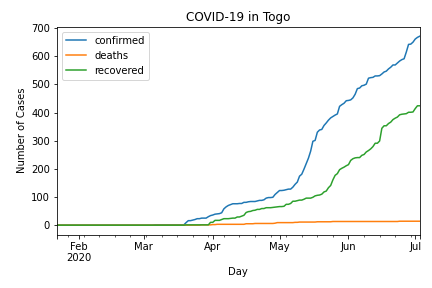 COVID-19 in Togo
700
600
500
400
300
200
100
0
confirmed
deaths
recovered
Number of Cases
Feb Mar Apr May Jun Jul
2020
Day